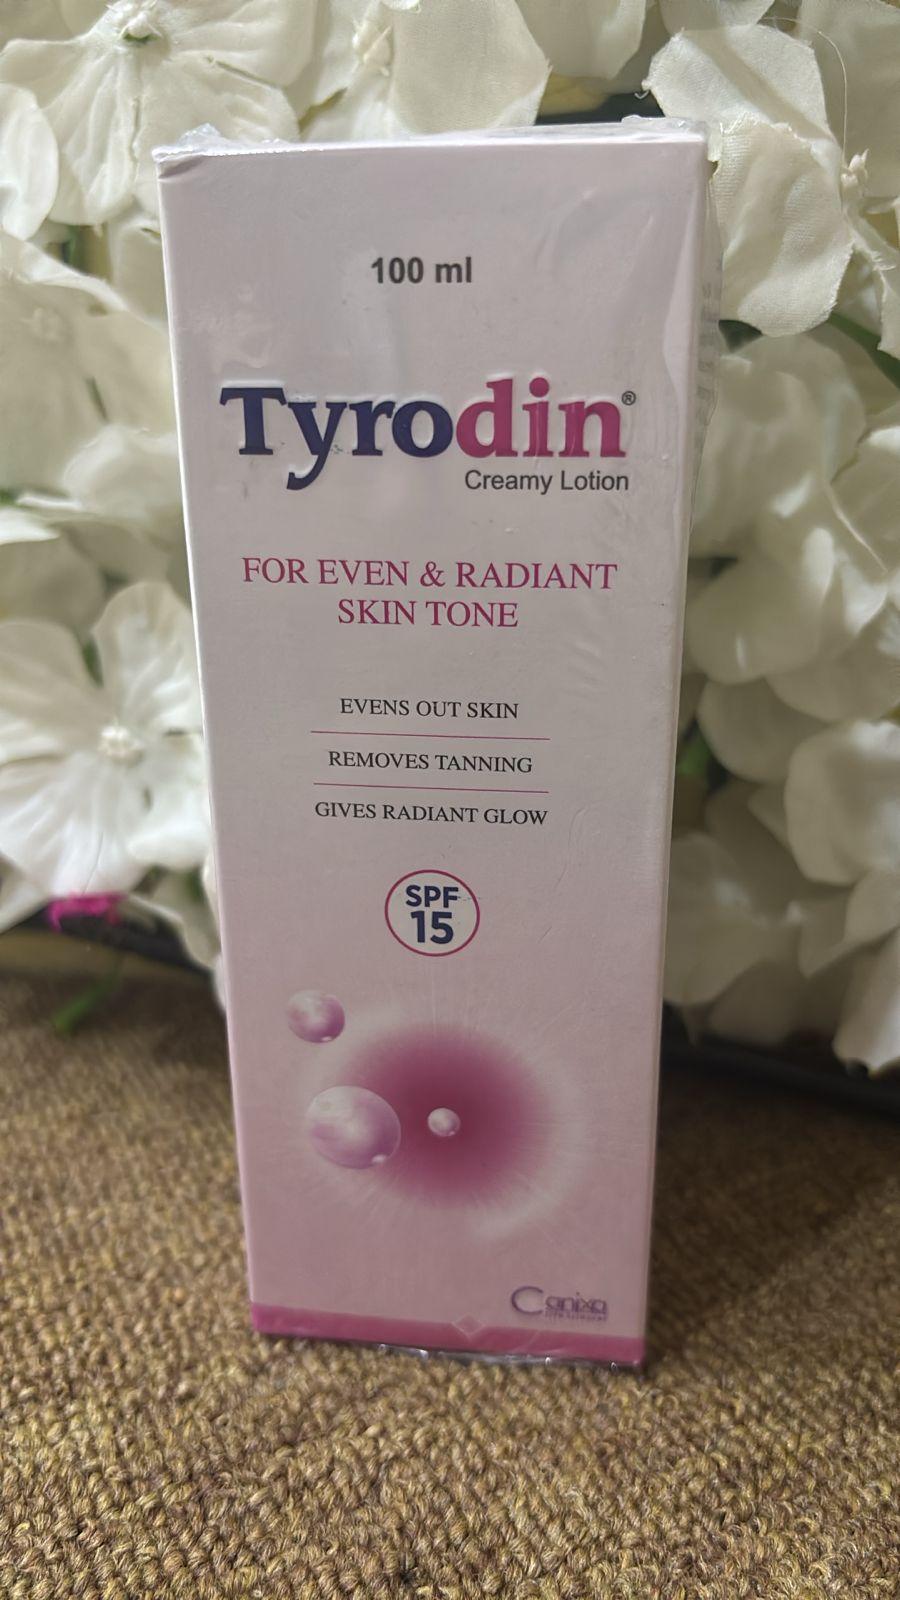 100 ml
Tyrodin®
Creamy Lotion
FOR EVEN & RADIANT
SKIN TONE
EVENS OUT SKIN
REMOVES TANNING
GIVES RADIANT GLOW
SPF
15
Canixa